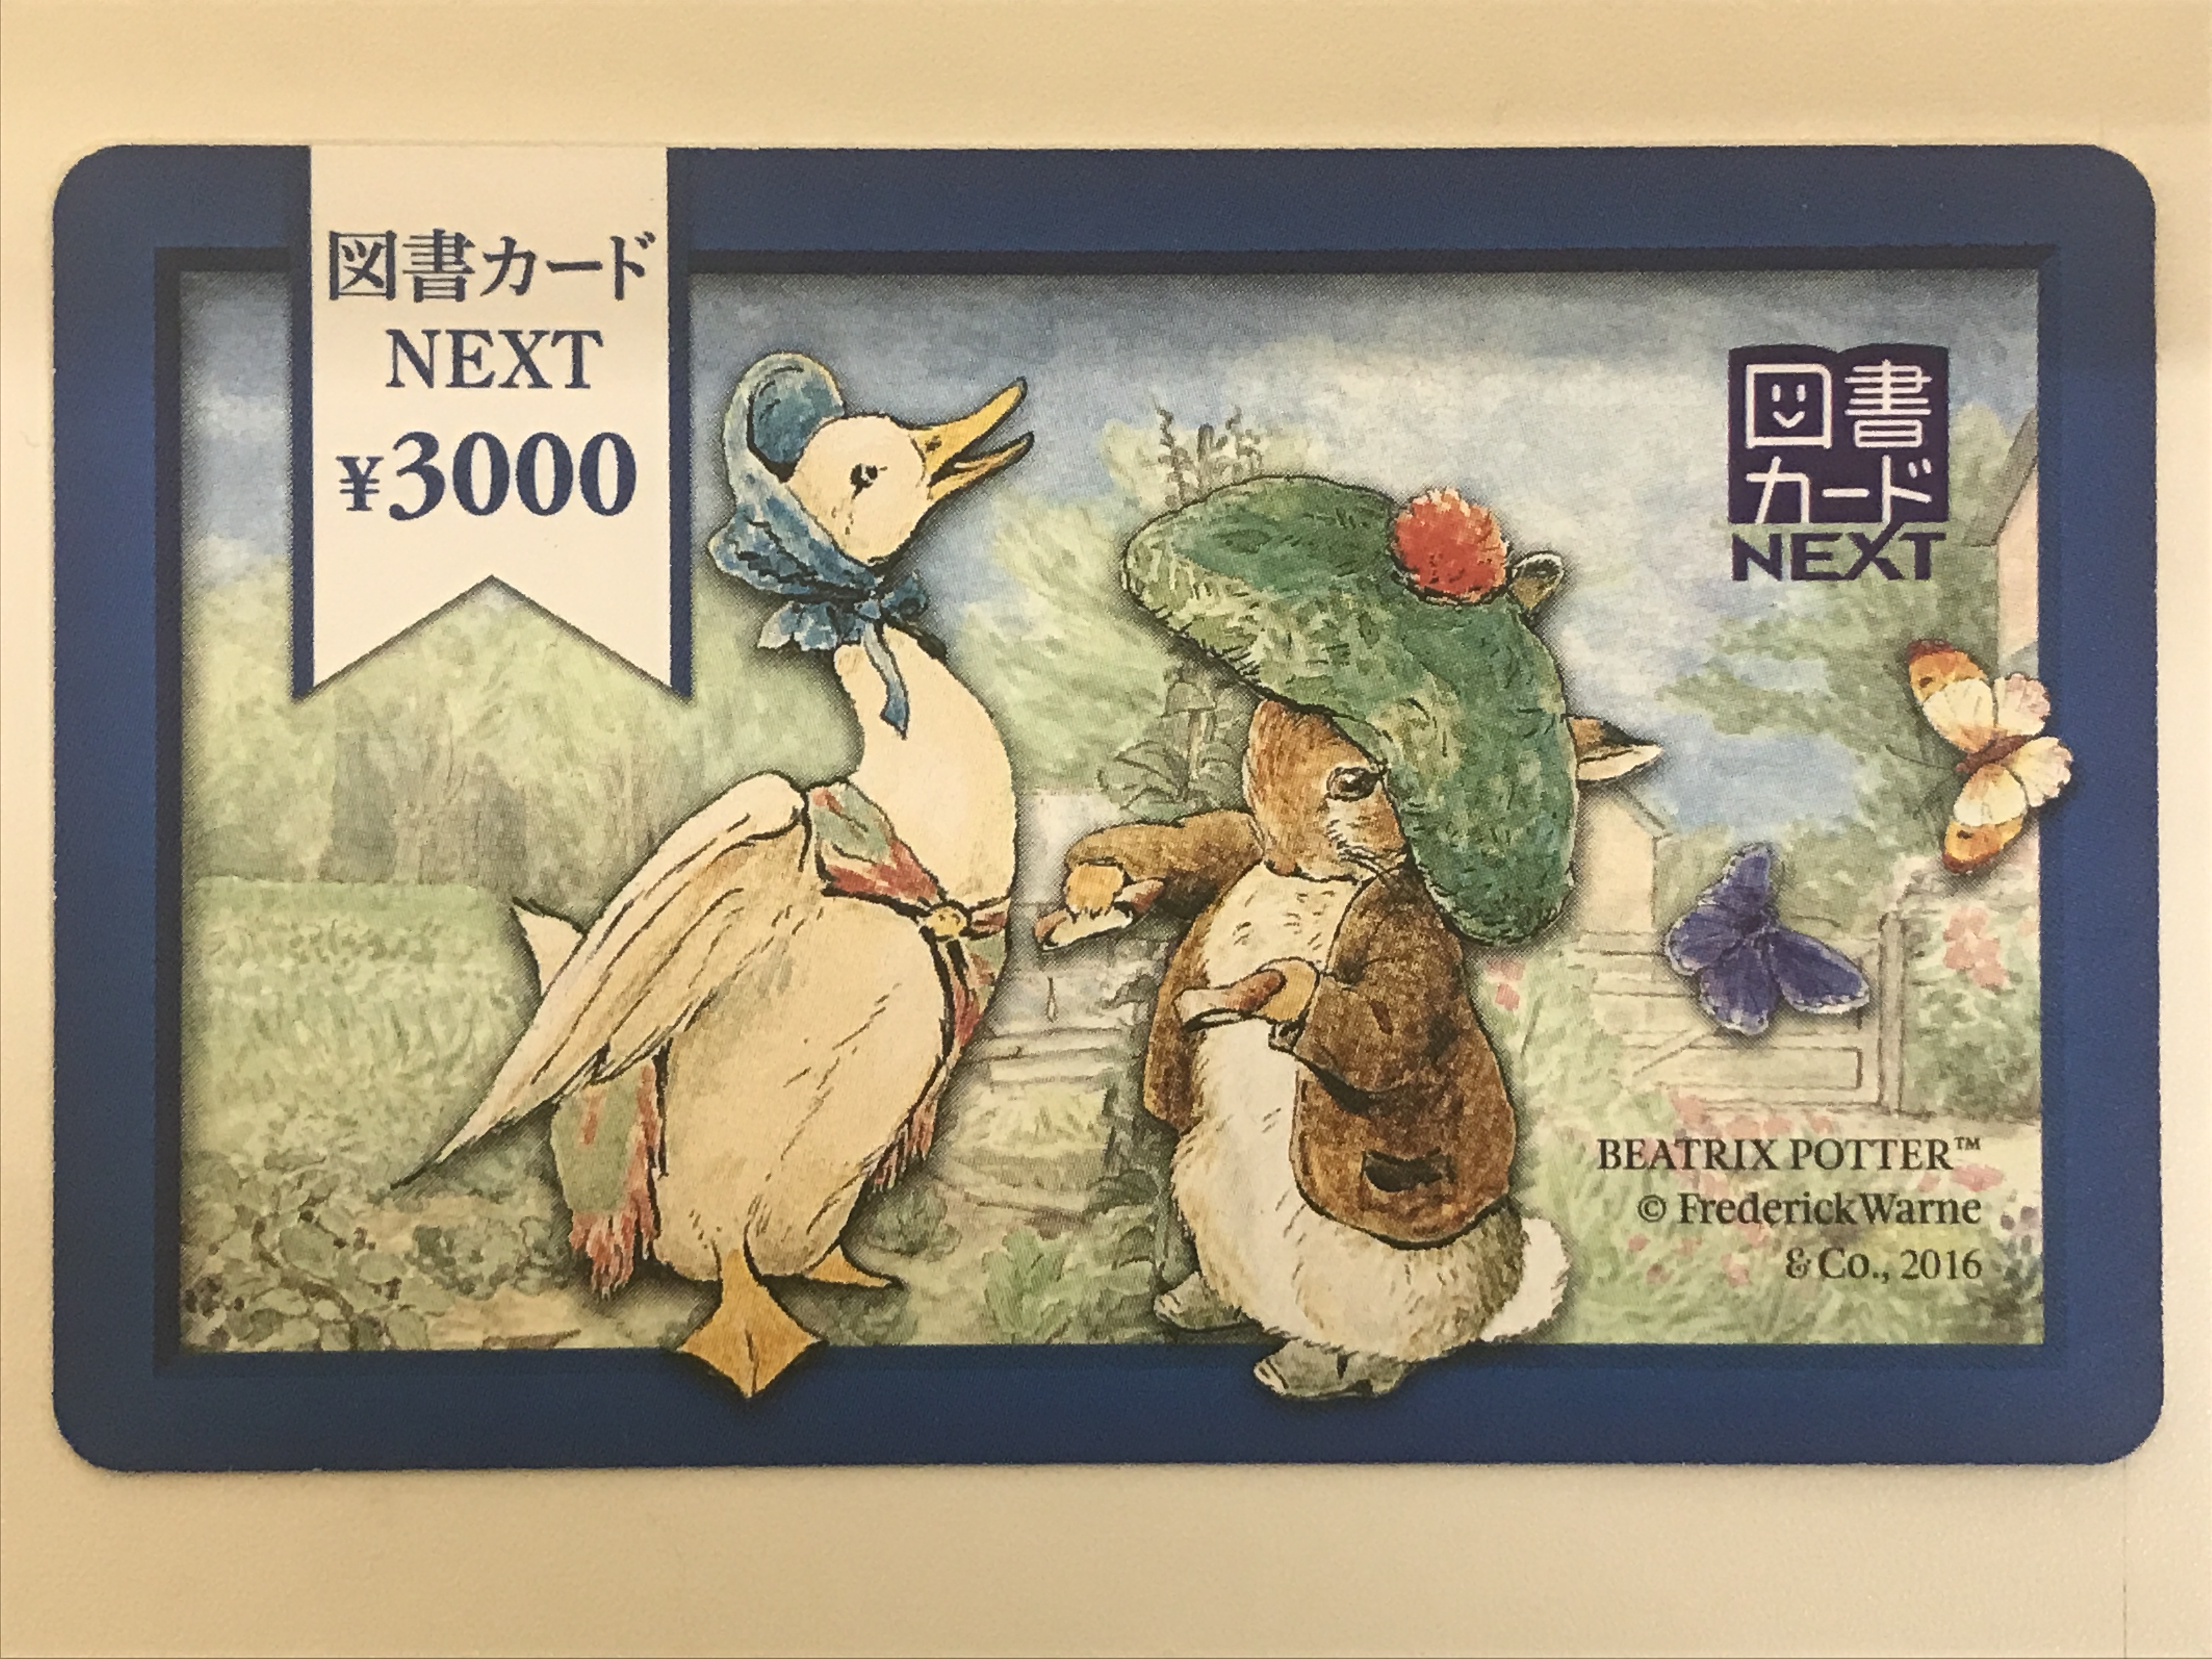 図書カード
NEXT
¥3000
図書
カード
NEXT
BEATRIX POTTER™
© Frederick Warne
& Co., 2016